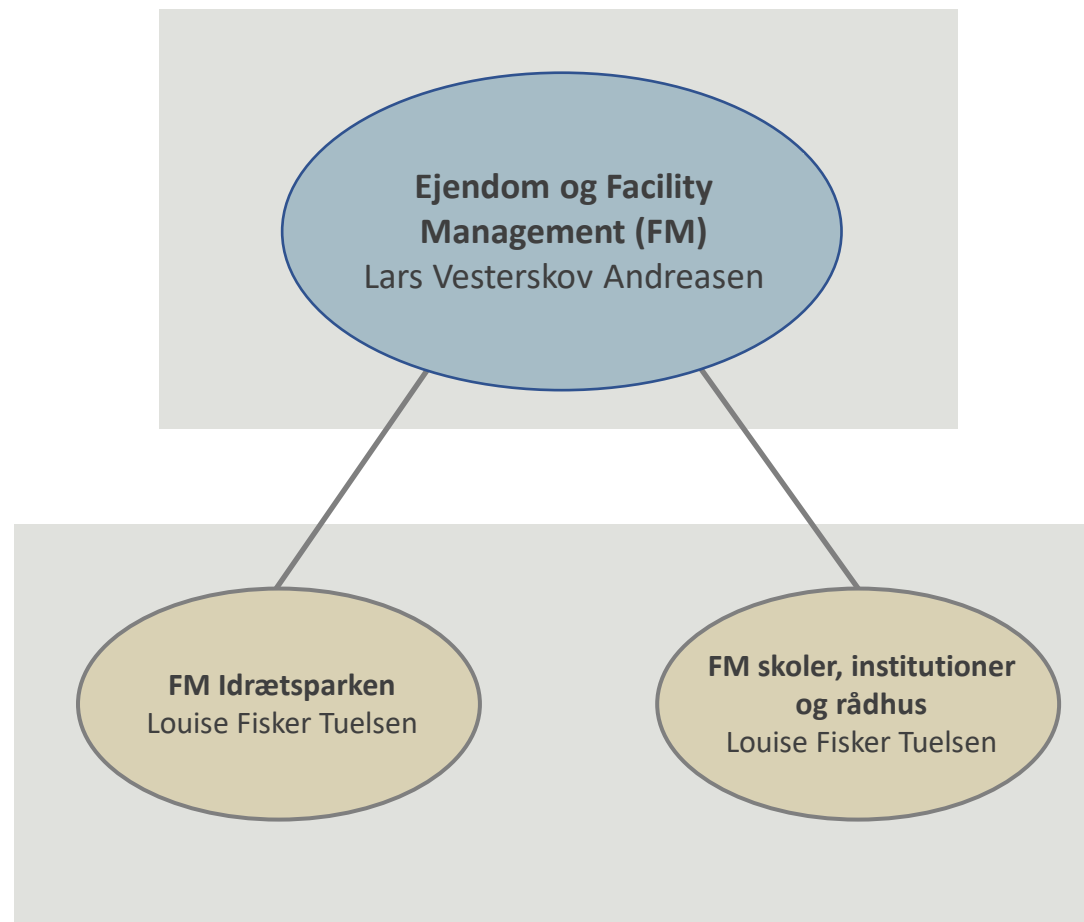 Ejendom og Facility
Management (FM)
Lars Vesterskov Andreasen
FM Idrætsparken
Louise Fisker Tuelsen
FM skoler, institutioner
og rådhus
Louise Fisker Tuelsen